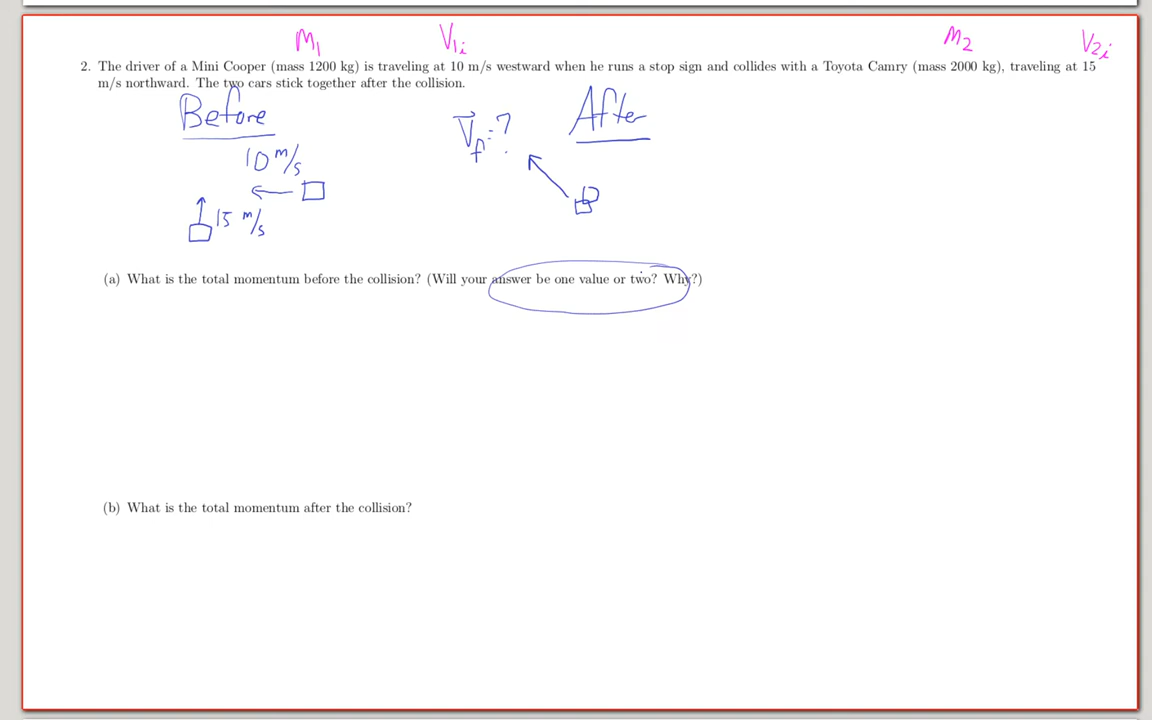 M1 V1i M2 V2i
2. The driver of a Mini Cooper (mass 1200 kg) is traveling at 10 m/s westward when he runs a stop sign and collides with a Toyota Camry (mass 2000 kg), traveling at 15
m/s northward. The two cars stick together after the collision.
Before V⃗f=? After
10 m/s
15 m/s
(a) What is the total momentum before the collision? (Will your answer be one value or two? Why?)
(b) What is the total momentum after the collision?